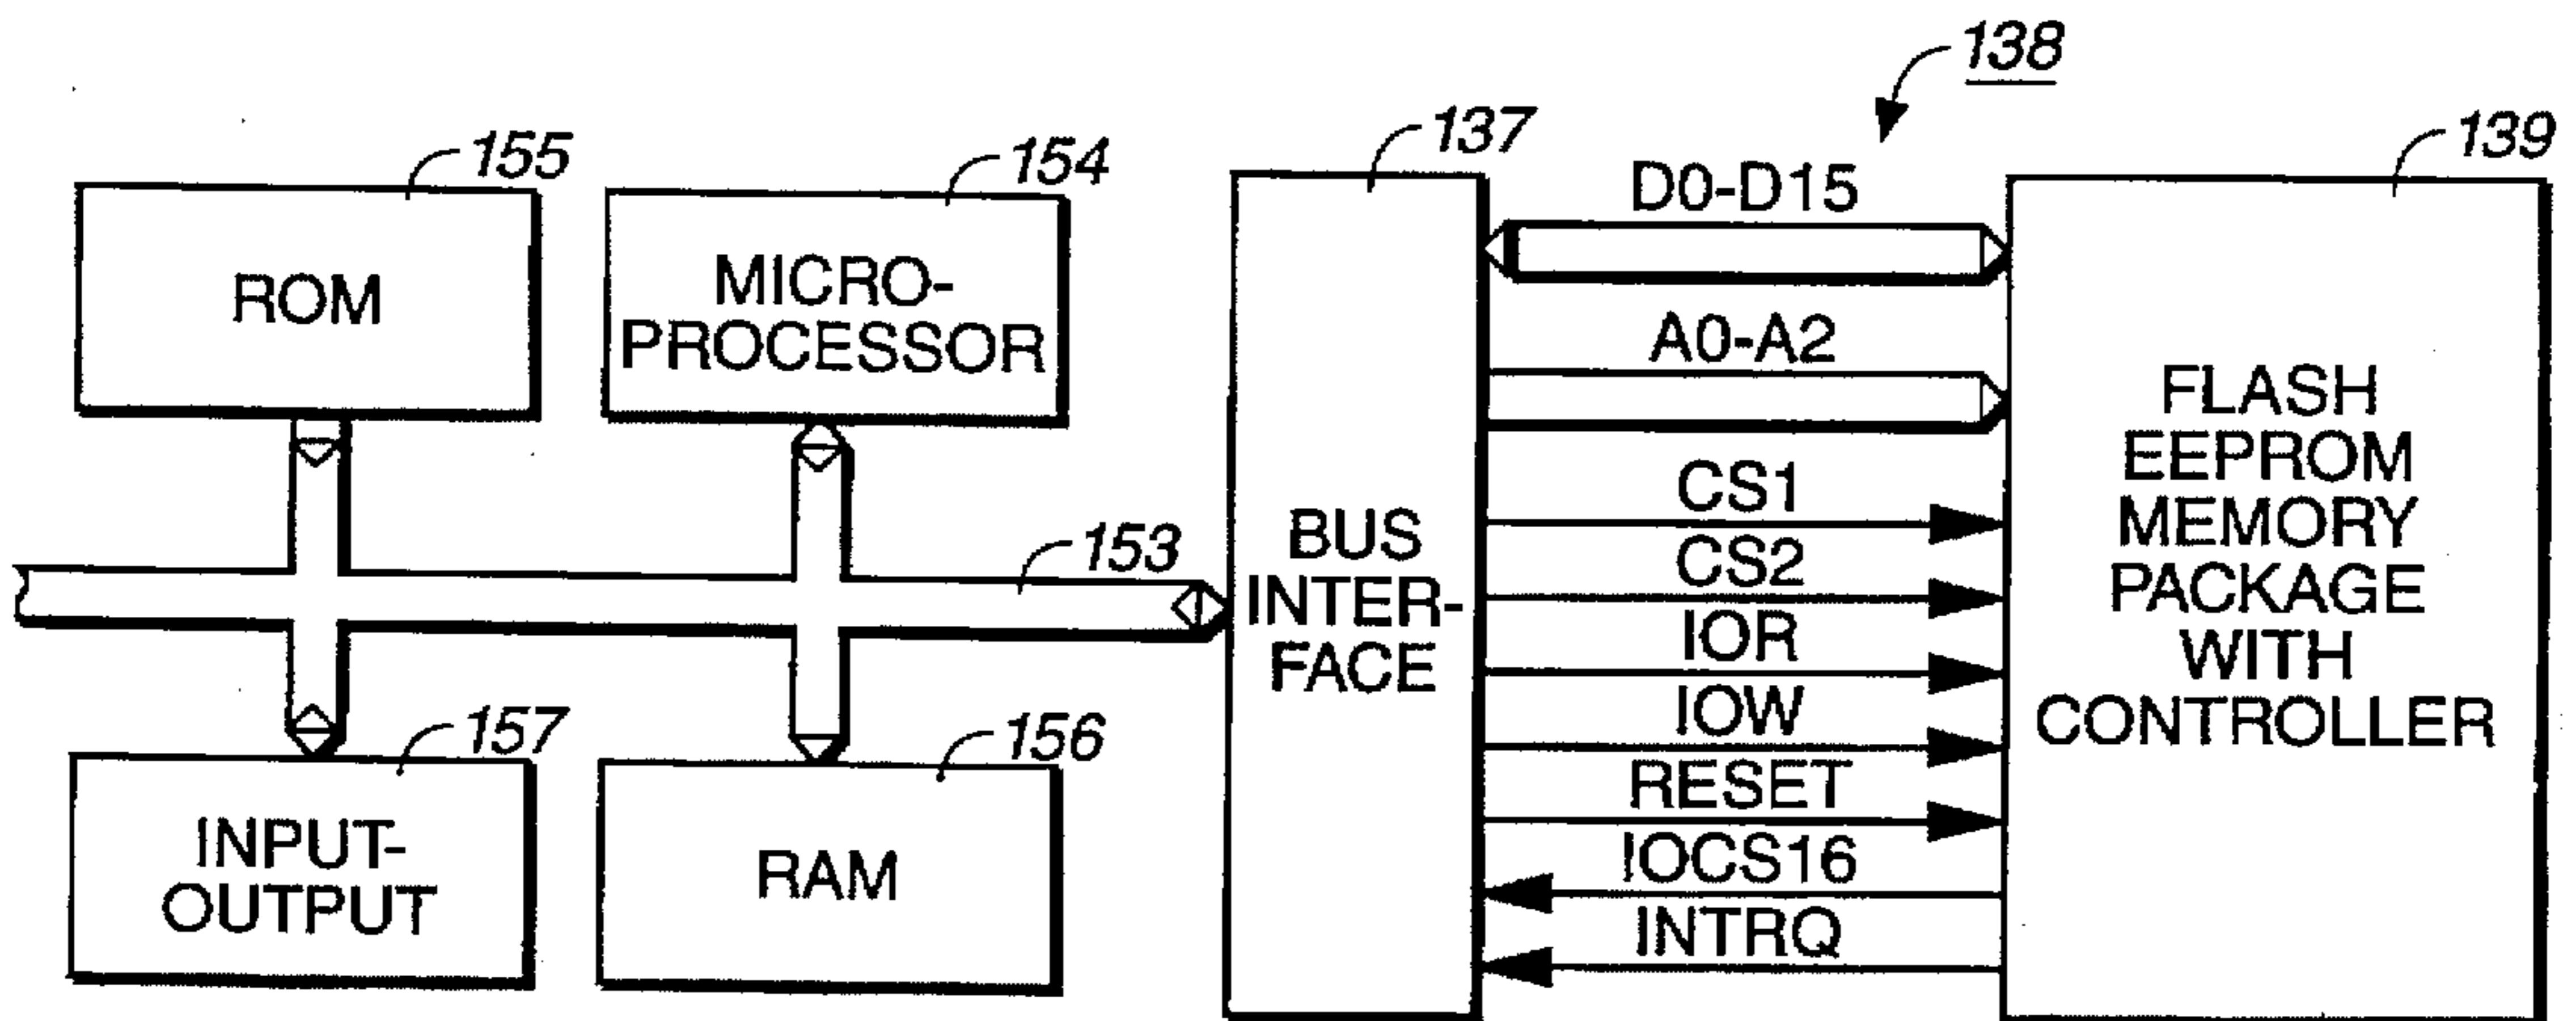 138
155
154
137
139
ROM
MICRO-
PROCESSOR
D0-D15
A0-A2
CS1
CS2
IOR
IOW
RESET
IOCS16
INTRQ
153
BUS
INTER-
FACE
FLASH
EEPROM
MEMORY
PACKAGE
WITH
CONTROLLER
157
156
INPUT-
OUTPUT
RAM